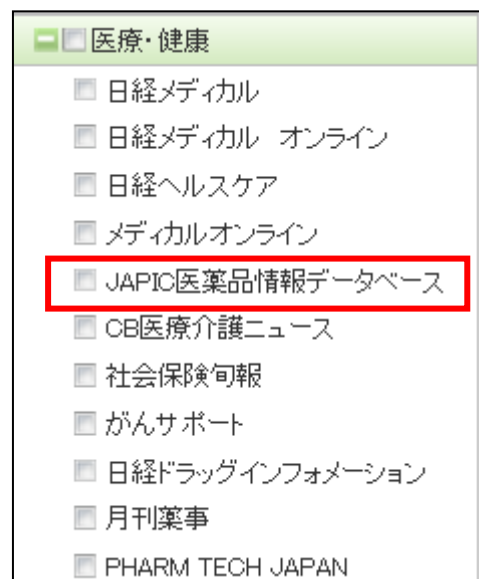 医療・健康
日経メディカル
日経メディカル　オンライン
日経ヘルスケア
メディカルオンライン
JAPIC医薬品情報データベース
CB医療介護ニュース
社会保険旬報
がんサポート
日経ドラッグインフォメーション
月刊薬事
PHARM TECH JAPAN